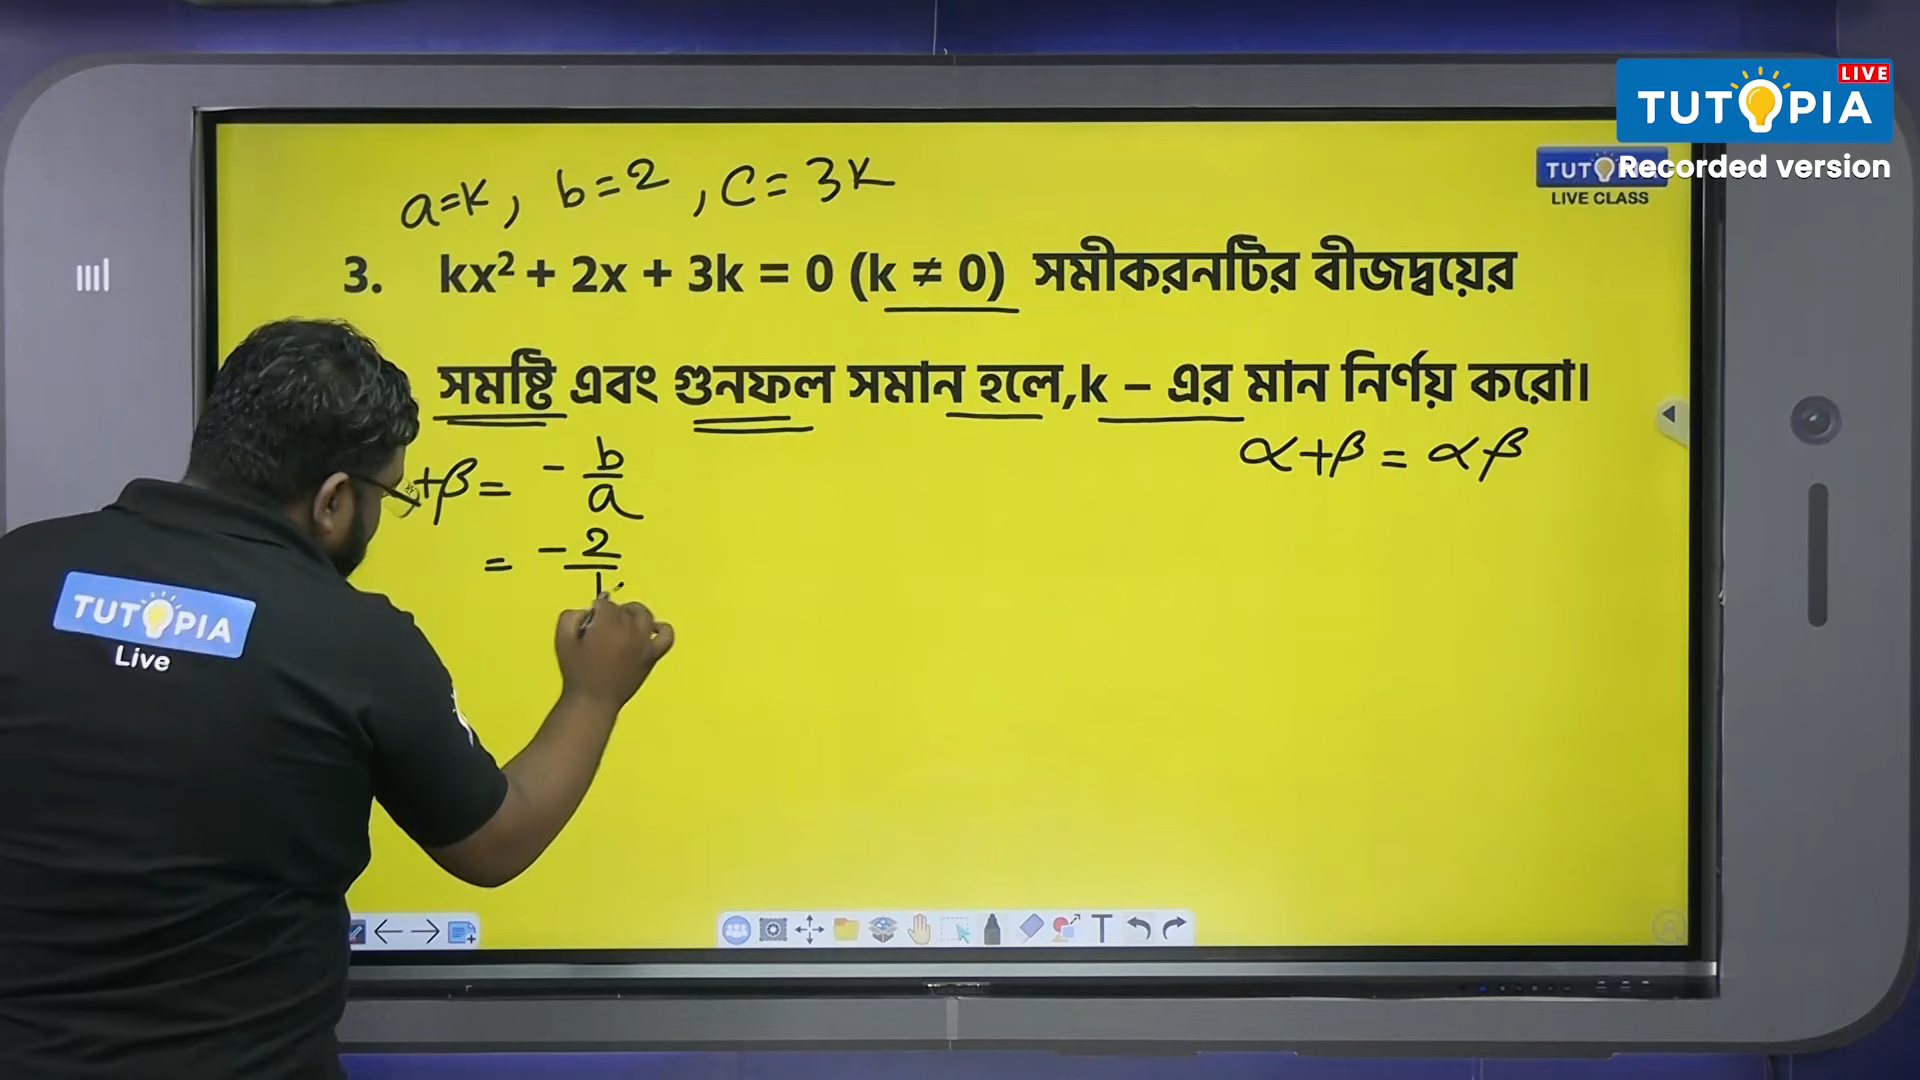 LIVE
TUTOPIA
Recorded version
TUT
LIVE CLASS
a=k, b=2, c=3k
3. kx² + 2x + 3k = 0 (k ≠ 0) সমীকরনটির বীজদ্বয়ের
সমষ্টি এবং গুনফল সমান হলে,k – এর মান নির্ণয় করো।
α+β = αβ
+β = - b/a
= - 2/
TUTOPIA
Live
T